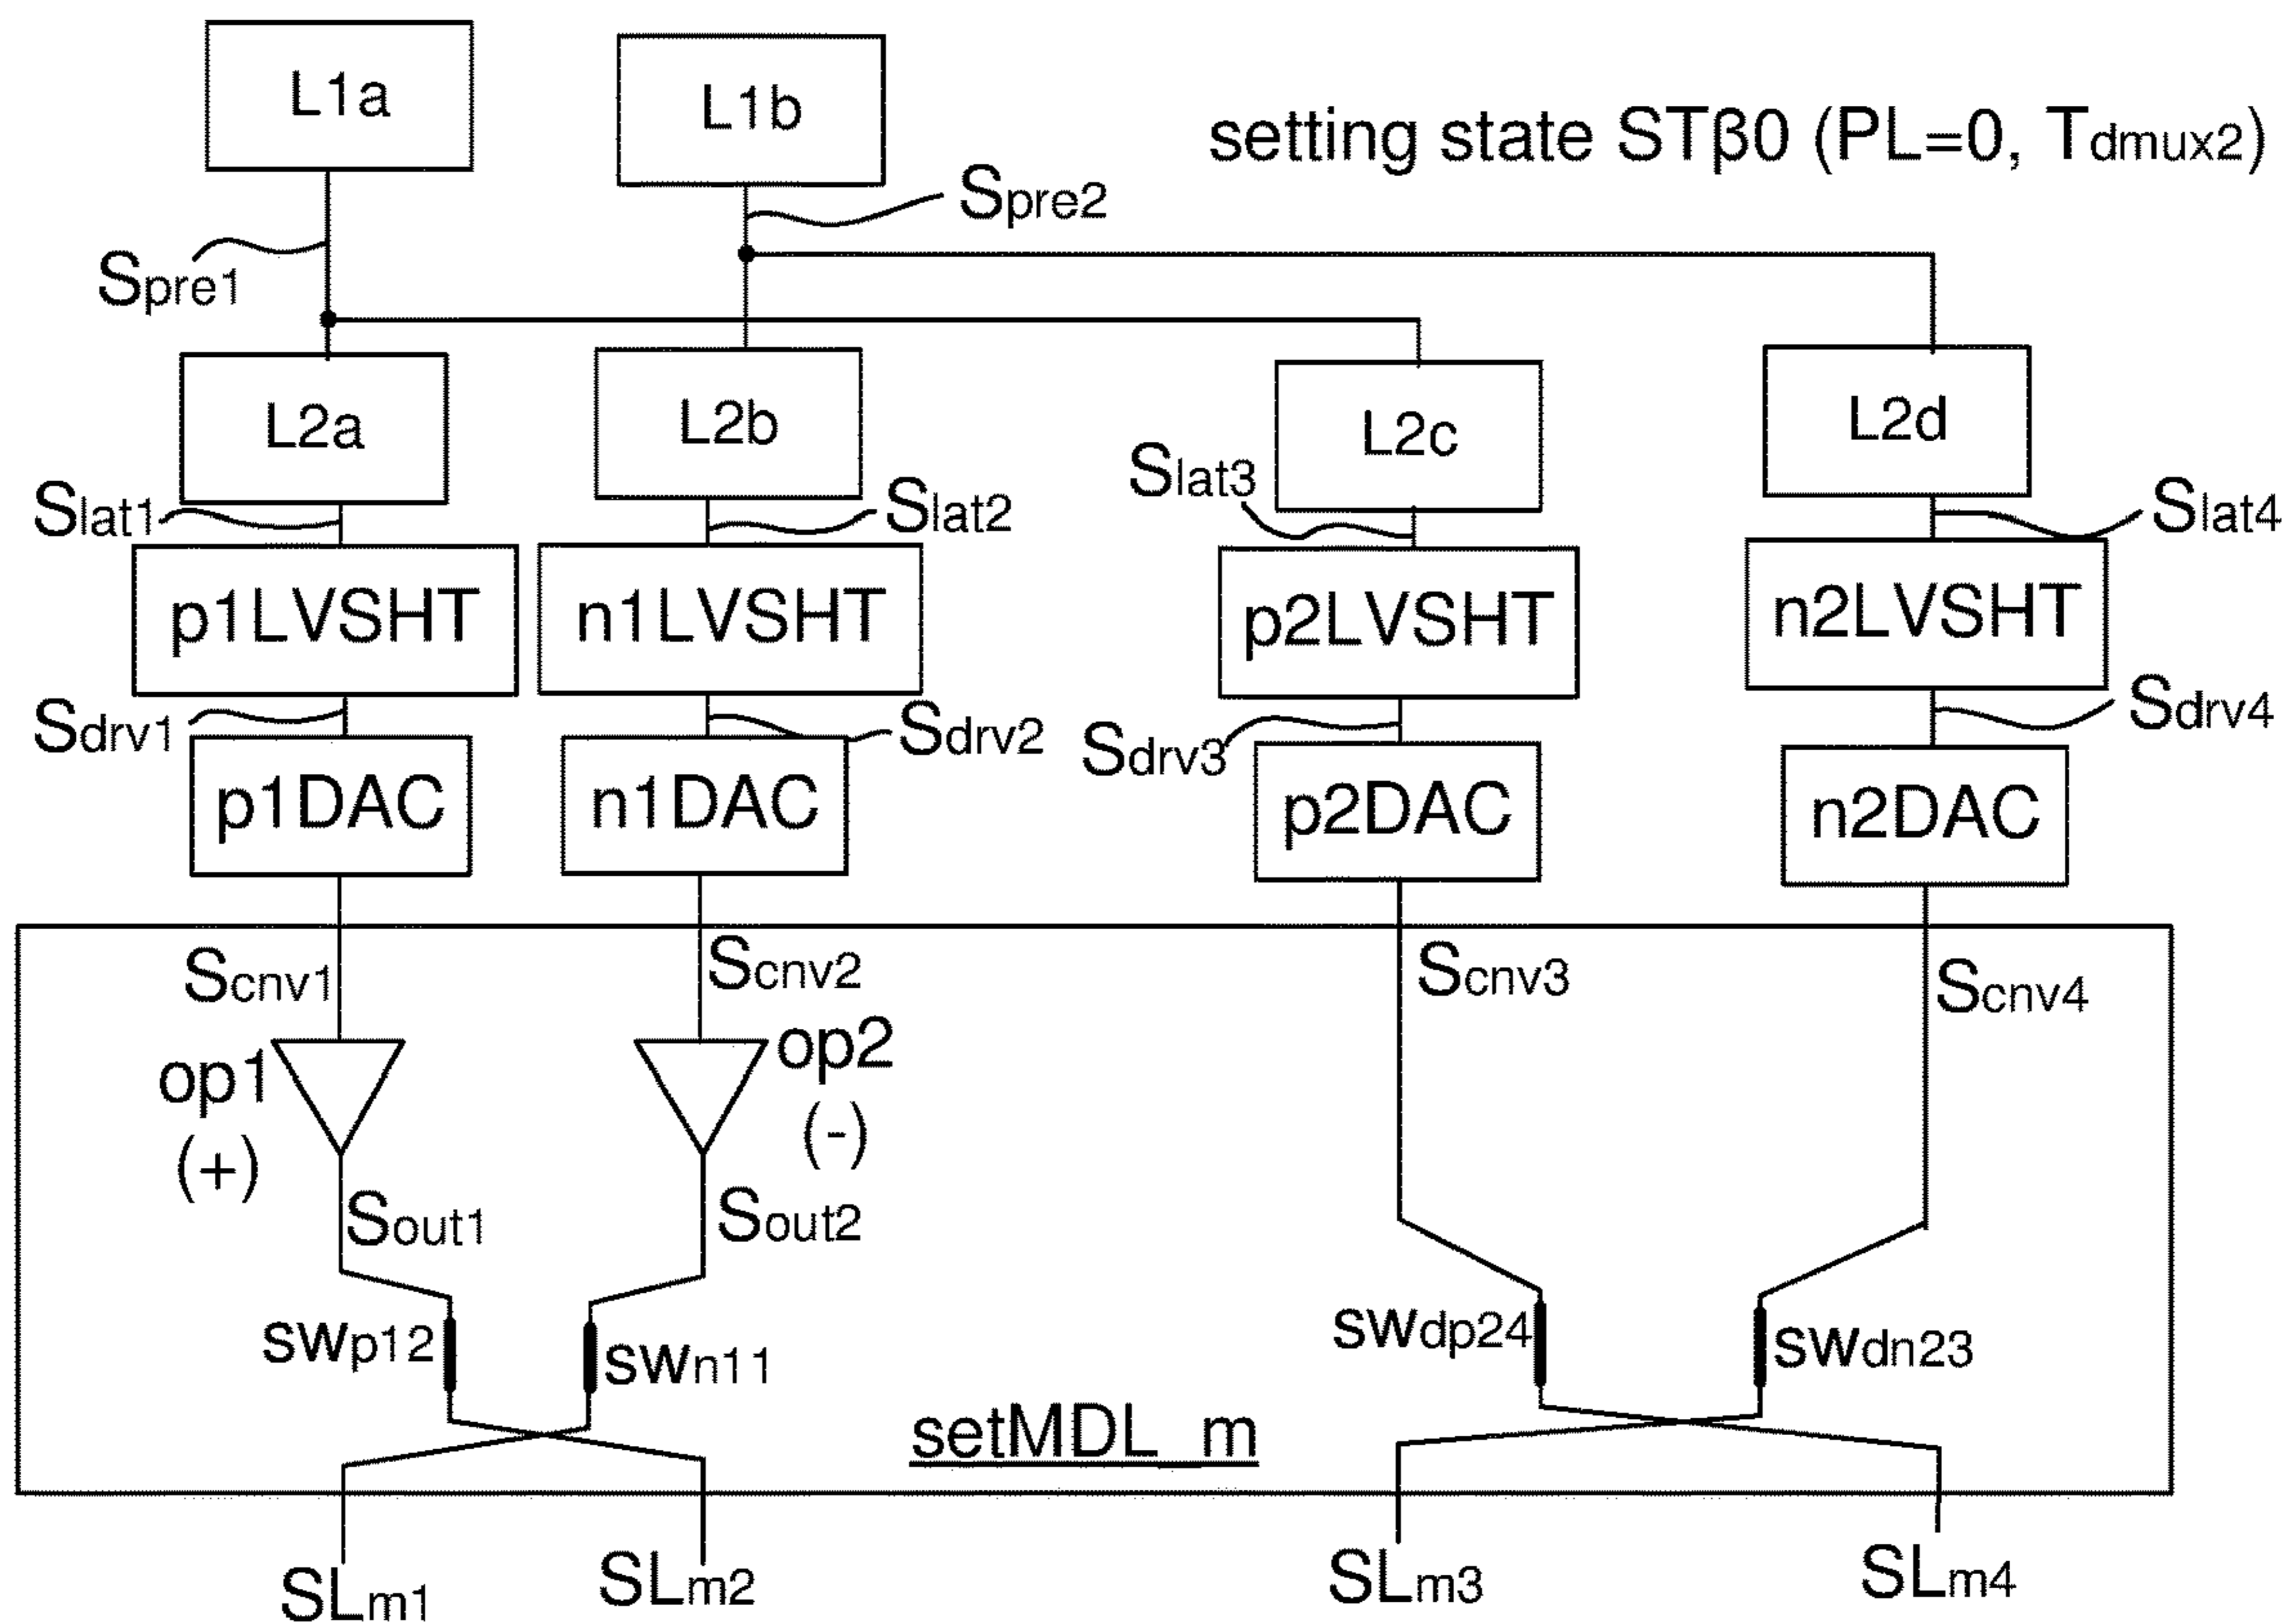 L1a
L1b
setting state STβ0 (PL=0, Tdmux2)
Spre1
Spre2
L2a
L2b
L2c
L2d
Slat1
Slat2
Slat3
Slat4
p1LVSHT
n1LVSHT
p2LVSHT
n2LVSHT
Sdrv1
Sdrv2
Sdrv3
Sdrv4
p1DAC
n1DAC
p2DAC
n2DAC
Scnv1
Scnv2
Scnv3
Scnv4
op1
(+)
op2
(-)
Sout1
Sout2
swp12
swn11
swdp24
swdn23
setMDL_m
SLm1
SLm2
SLm3
SLm4